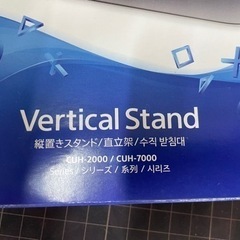 Vertical Stand
縦置きスタンド/直立架/수직 받침대
CUH-2000 / CUH-7000
Series/シリーズ/系列/시리즈